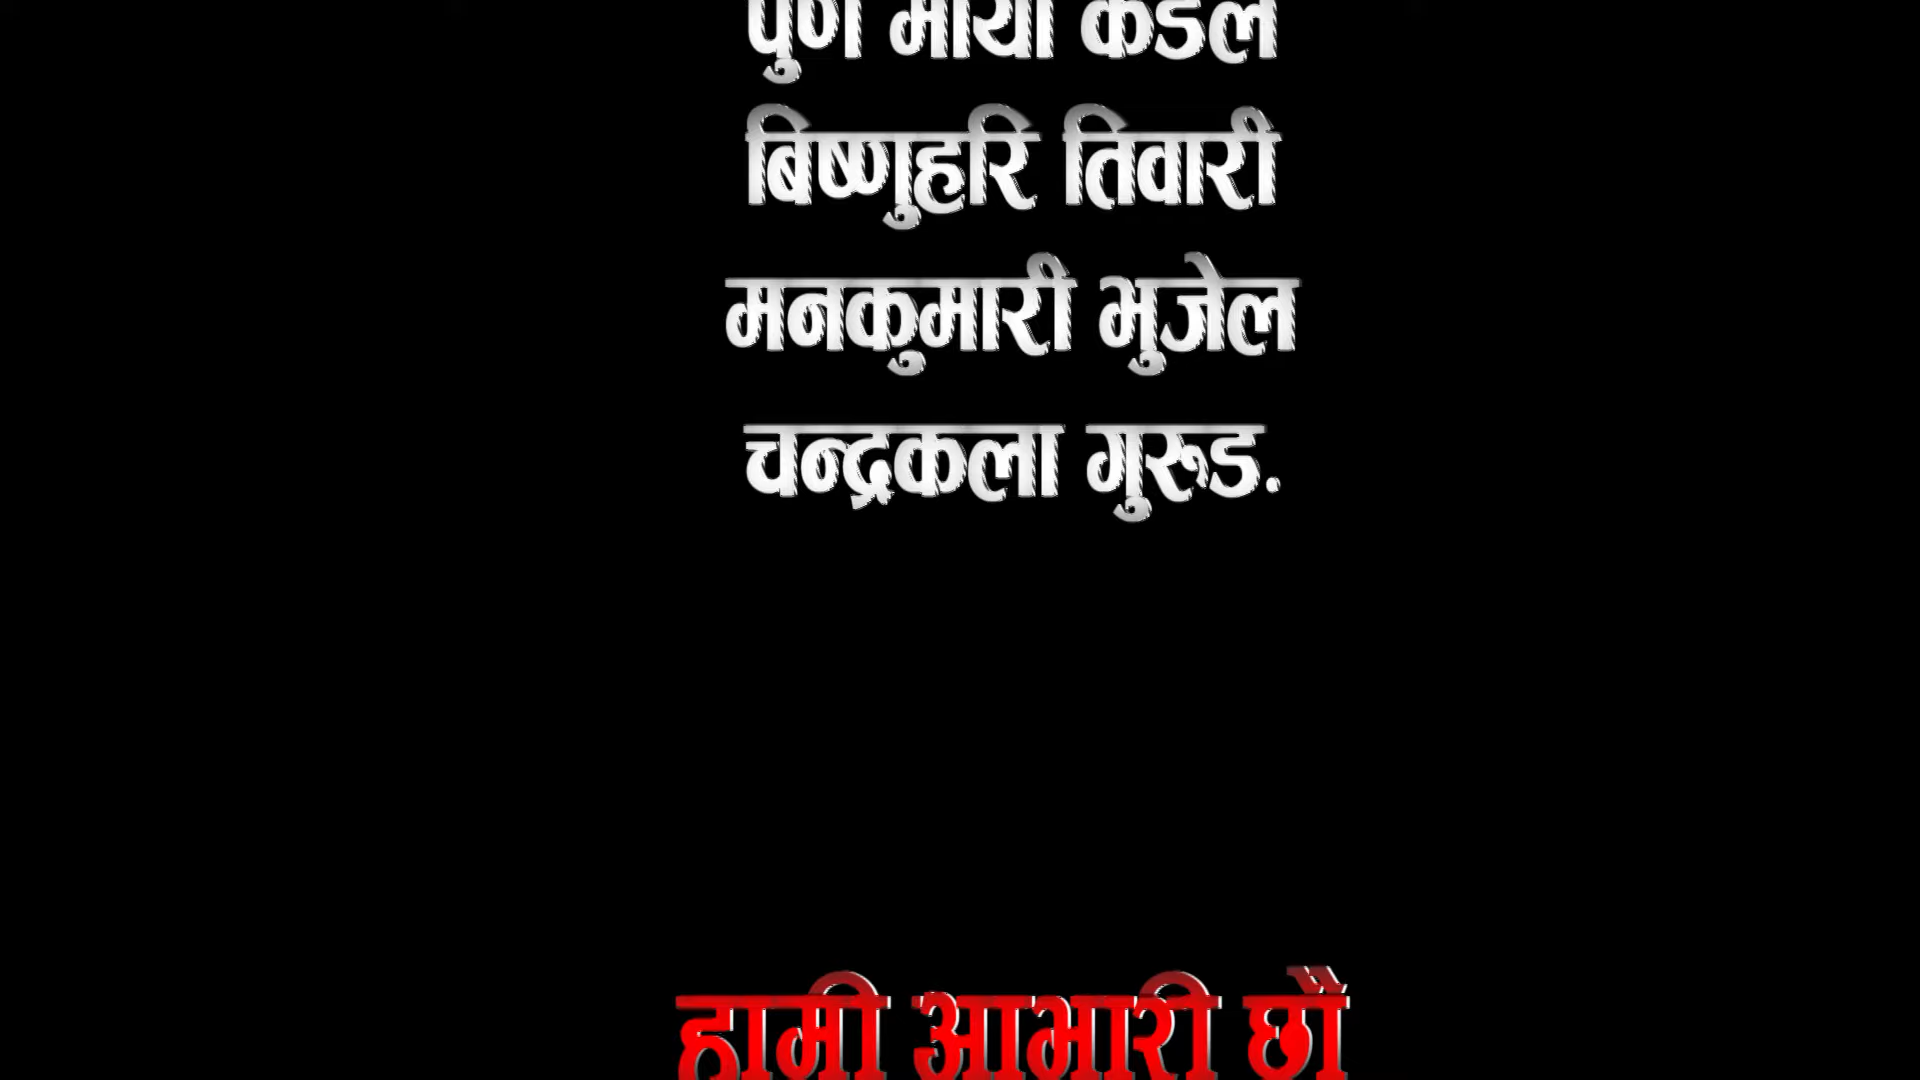 माया
बिष्णुहरि तिवारी
मनकुमारी भुजेल
चन्द्रकला गुरुड.
हामी आभारी छौं